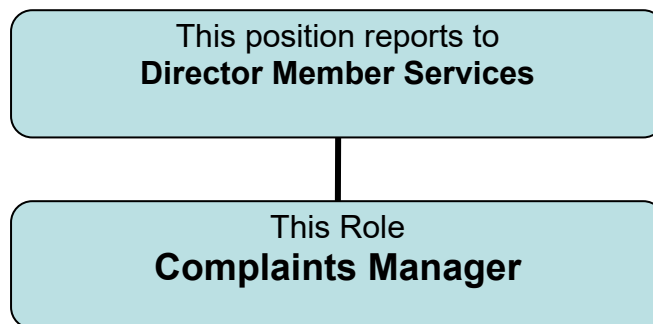 This position reports to
Director Member Services
This Role
Complaints Manager